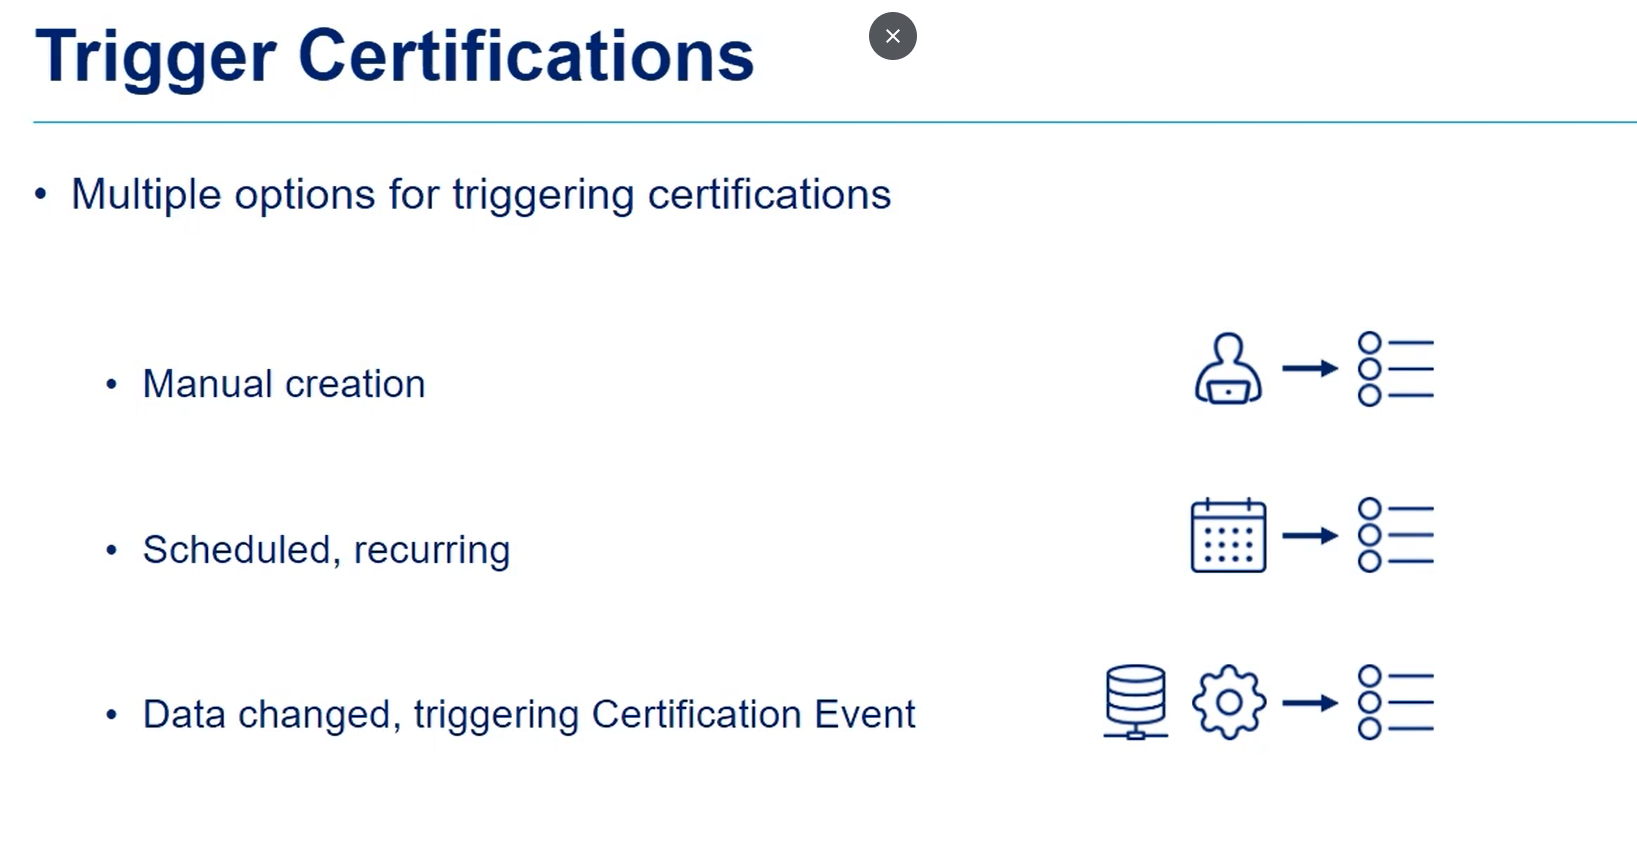 Trigger Certifications
• Multiple options for triggering certifications
• Manual creation
• Scheduled, recurring
• Data changed, triggering Certification Event